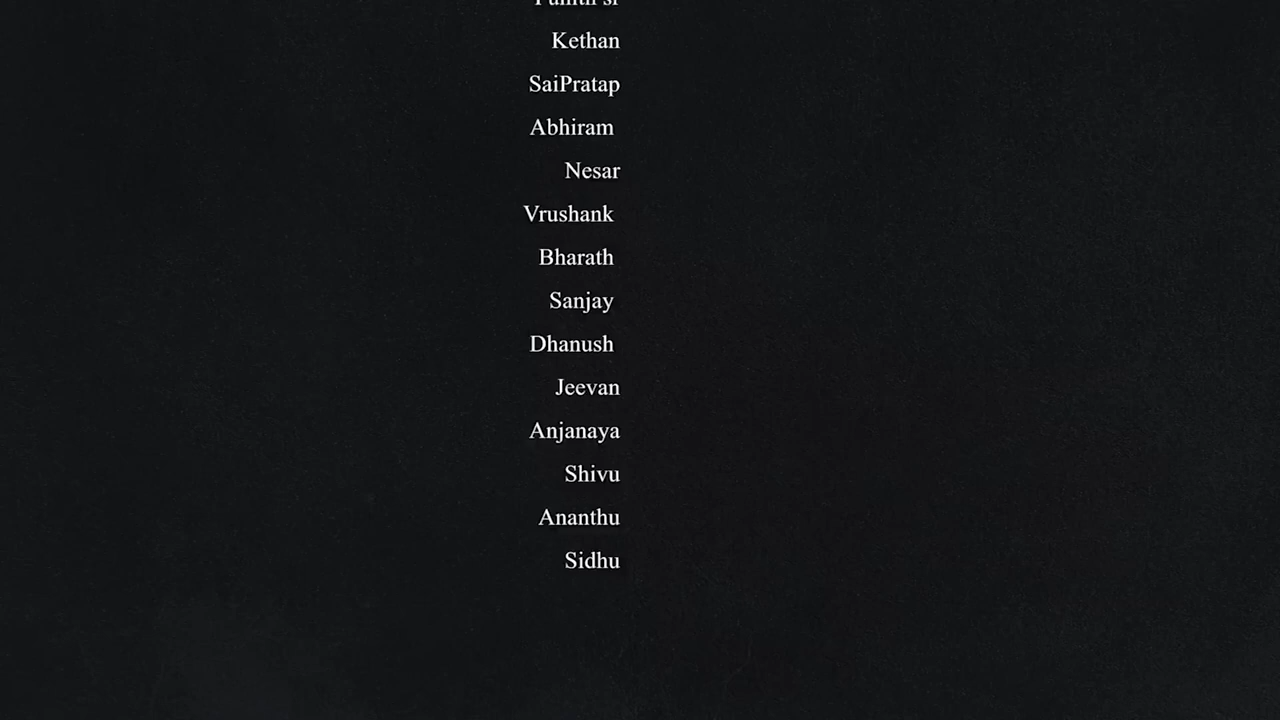 Kethan
SaiPratap
Abhiram
Nesar
Vrushank
Bharath
Sanjay
Dhanush
Jeevan
Anjanaya
Shivu
Ananthu
Sidhu